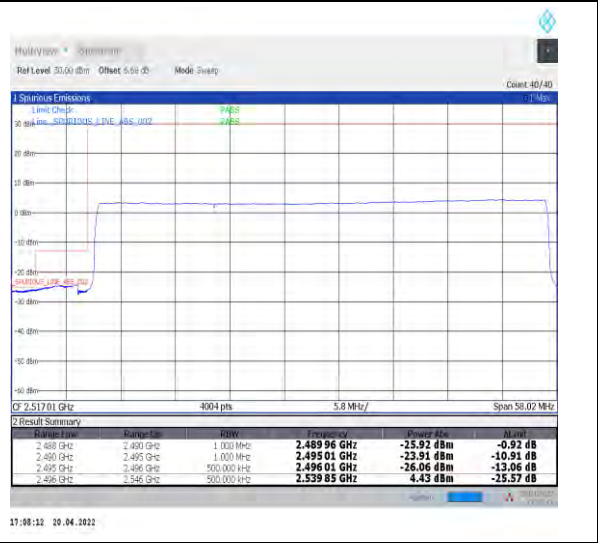 MultiView Spectrum
Ref Level 30.00 dBm Offset 6.68 dB Mode Sweep
Count 40/40
1 Spurious Emissions
Limit Check PASS
Line _SPURIOUS_LINE_ABS_002 PASS
30 dBm
20 dBm
10 dBm
0 dBm
-10 dBm
-20 dBm
_SPURIOUS_LINE_ABS_002
-30 dBm
-40 dBm
-50 dBm
-60 dBm
CF 2.51701 GHz 4004 pts 5.8 MHz/ Span 58.02 MHz
2 Result Summary
Range Low Range Up RBW Frequency Power Abs ΔLimit
2.488 GHz 2.490 GHz 1.000 MHz 2.489 96 GHz -25.92 dBm -0.92 dB
2.490 GHz 2.495 GHz 1.000 MHz 2.495 01 GHz -23.91 dBm -10.91 dB
2.495 GHz 2.496 GHz 500.000 kHz 2.496 01 GHz -26.06 dBm -13.06 dB
2.496 GHz 2.546 GHz 500.000 kHz 2.539 85 GHz 4.43 dBm -25.57 dB
17:08:12 20.04.2022